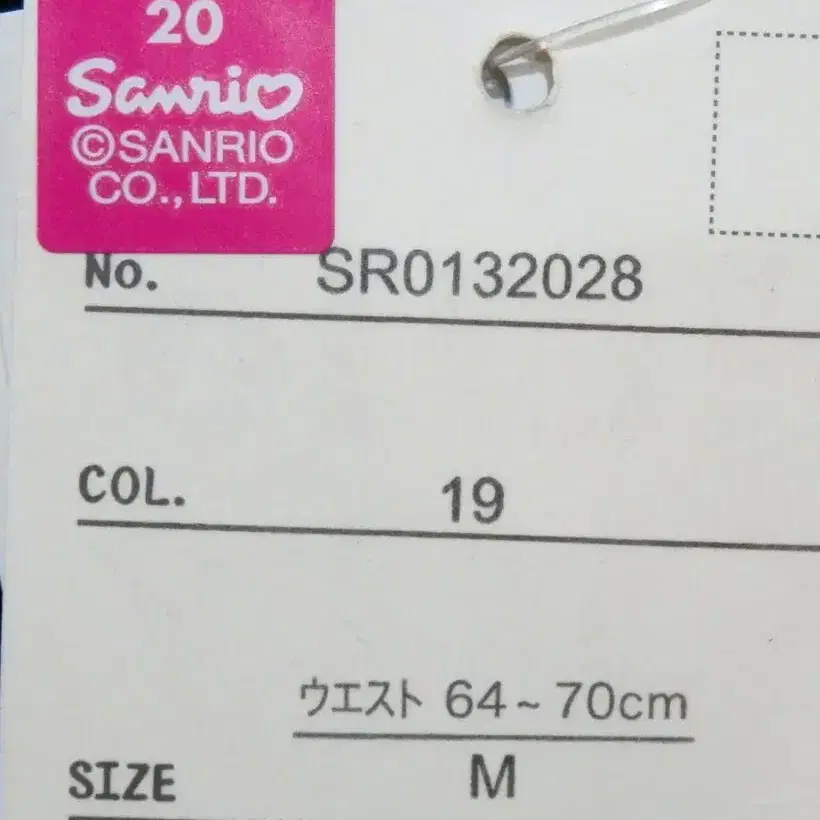 20
Sanrio
©SANRIO
CO.,LTD.
No. SR0132028
COL. 19
ウエスト 64~70cm
SIZE M